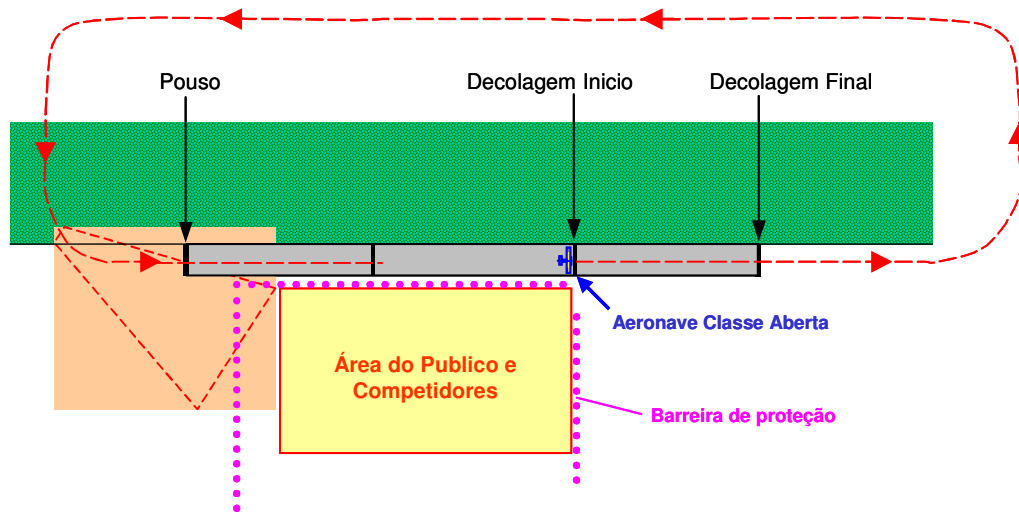 Pouso
Decolagem Inicio
Decolagem Final
Aeronave Classe Aberta
Área do Publico e
Competidores
Barreira de proteção